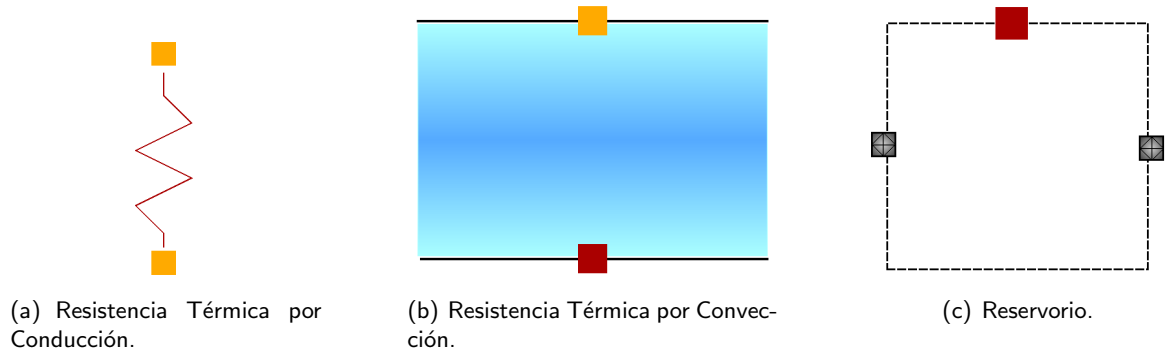 (a) Resistencia Térmica por
Conducción.
(b) Resistencia Térmica por Convec-
ción.
(c) Reservorio.